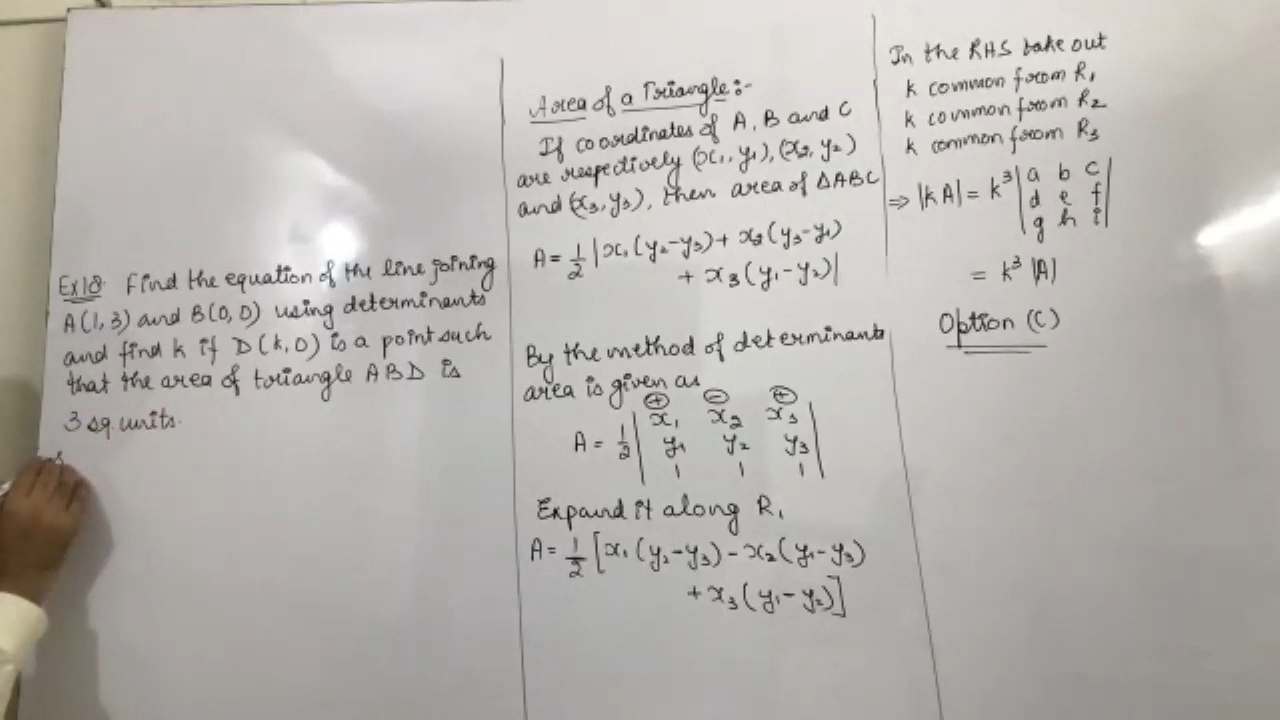 Ex18 Find the equation of the line joining
A(1, 3) and B(0, 0) using determinants
and find k if D(k, 0) is a point such
that the area of triangle ABD is
3 sq. units.
Area of a Triangle :-
If coordinates of A, B and C
are respectively (x₁, y₁), (x₂, y₂)
and (x₃, y₃), then area of ΔABC
A = 1/2 |x₁(y₂-y₃) + x₂(y₃-y₁)
+ x₃(y₁-y₂)|
By the method of determinants
area is given as
⊕ ⊖ ⊕
A = 1/2 | x₁ x₂ x₃ |
| y₁ y₂ y₃ |
| 1 1 1 |
Expand it along R₁
A = 1/2 [x₁(y₂-y₃) - x₂(y₁-y₃)
+ x₃(y₁-y₂)]
In the RHS take out
k common from R₁
k common from R₂
k common from R₃
⇒ |kA| = k³ | a b c |
| d e f |
| g h i |
= k³ |A|
Option (C)